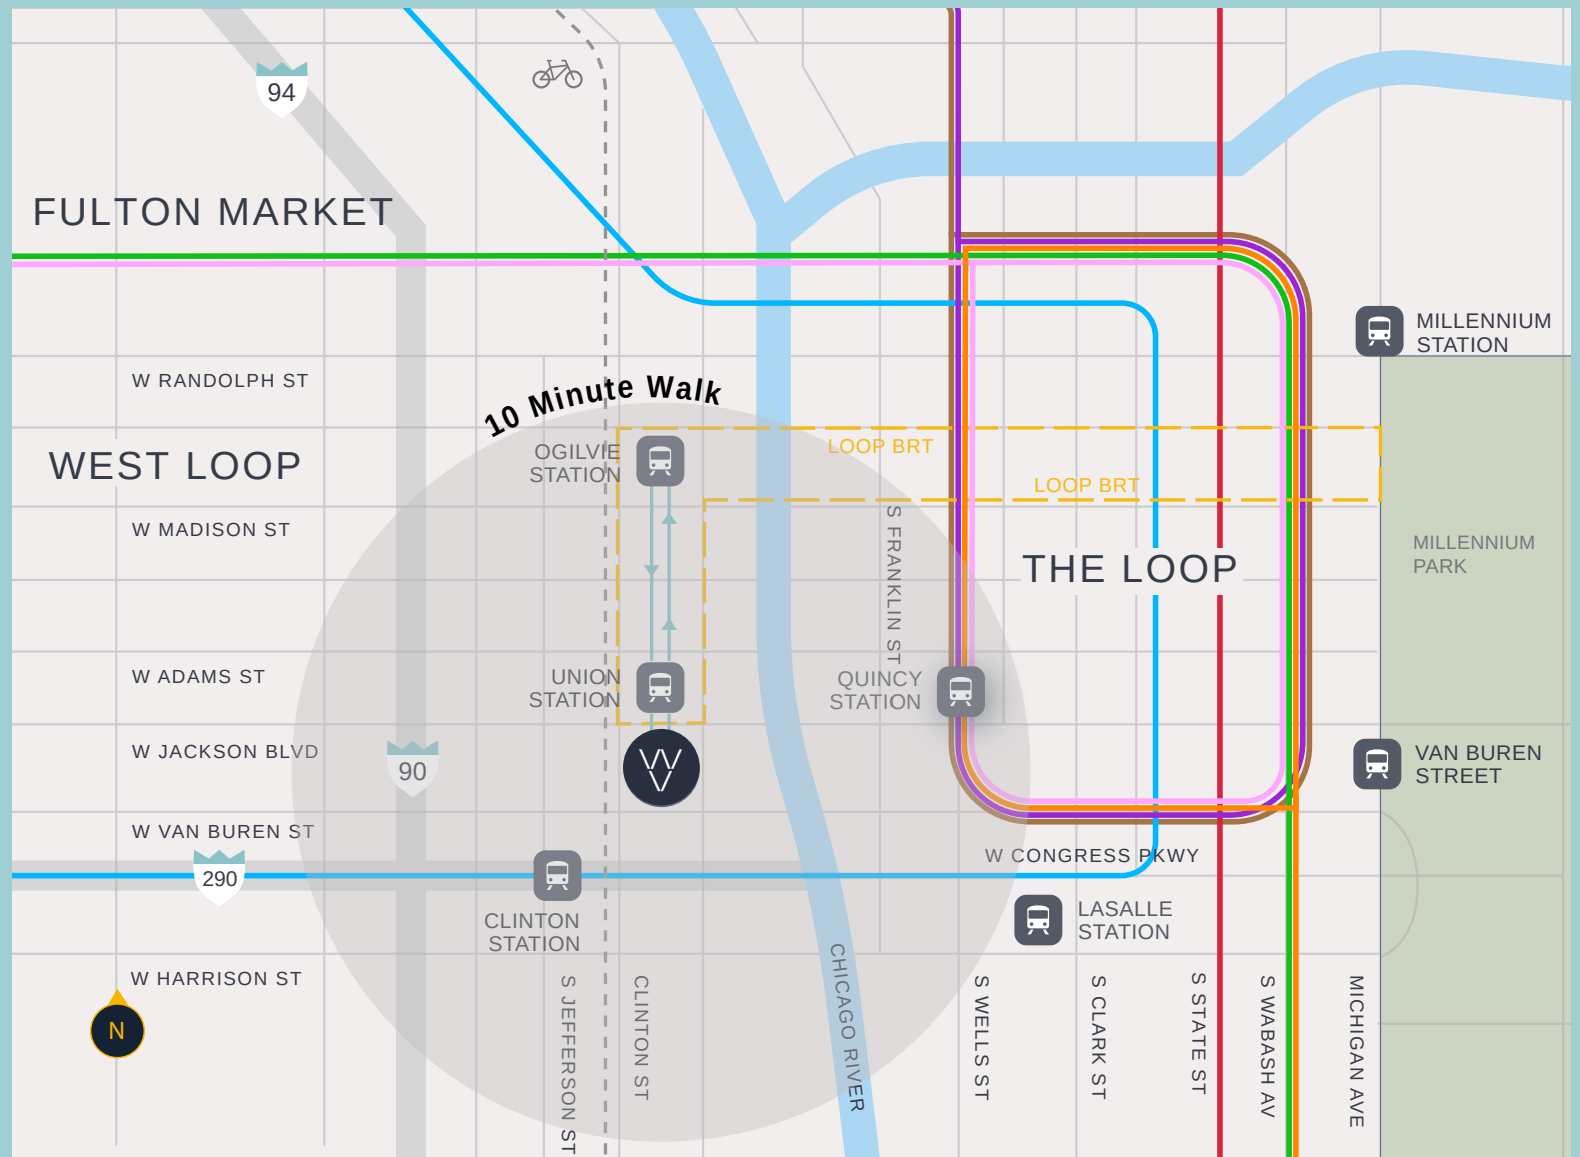 94
FULTON MARKET
MILLENNIUM
STATION
W RANDOLPH ST
10 Minute Walk
OGILVIE
STATION
LOOP BRT
LOOP BRT
WEST LOOP
W MADISON ST
S FRANKLIN ST
THE LOOP
MILLENNIUM
PARK
W ADAMS ST
UNION
STATION
QUINCY
STATION
W JACKSON BLVD
90
VAN BUREN
STREET
W VAN BUREN ST
290
W CONGRESS PKWY
CLINTON
STATION
LASALLE
STATION
W HARRISON ST
N
S JEFFERSON ST
CLINTON ST
CHICAGO RIVER
S WELLS ST
S CLARK ST
S STATE ST
S WABASH AV
MICHIGAN AVE